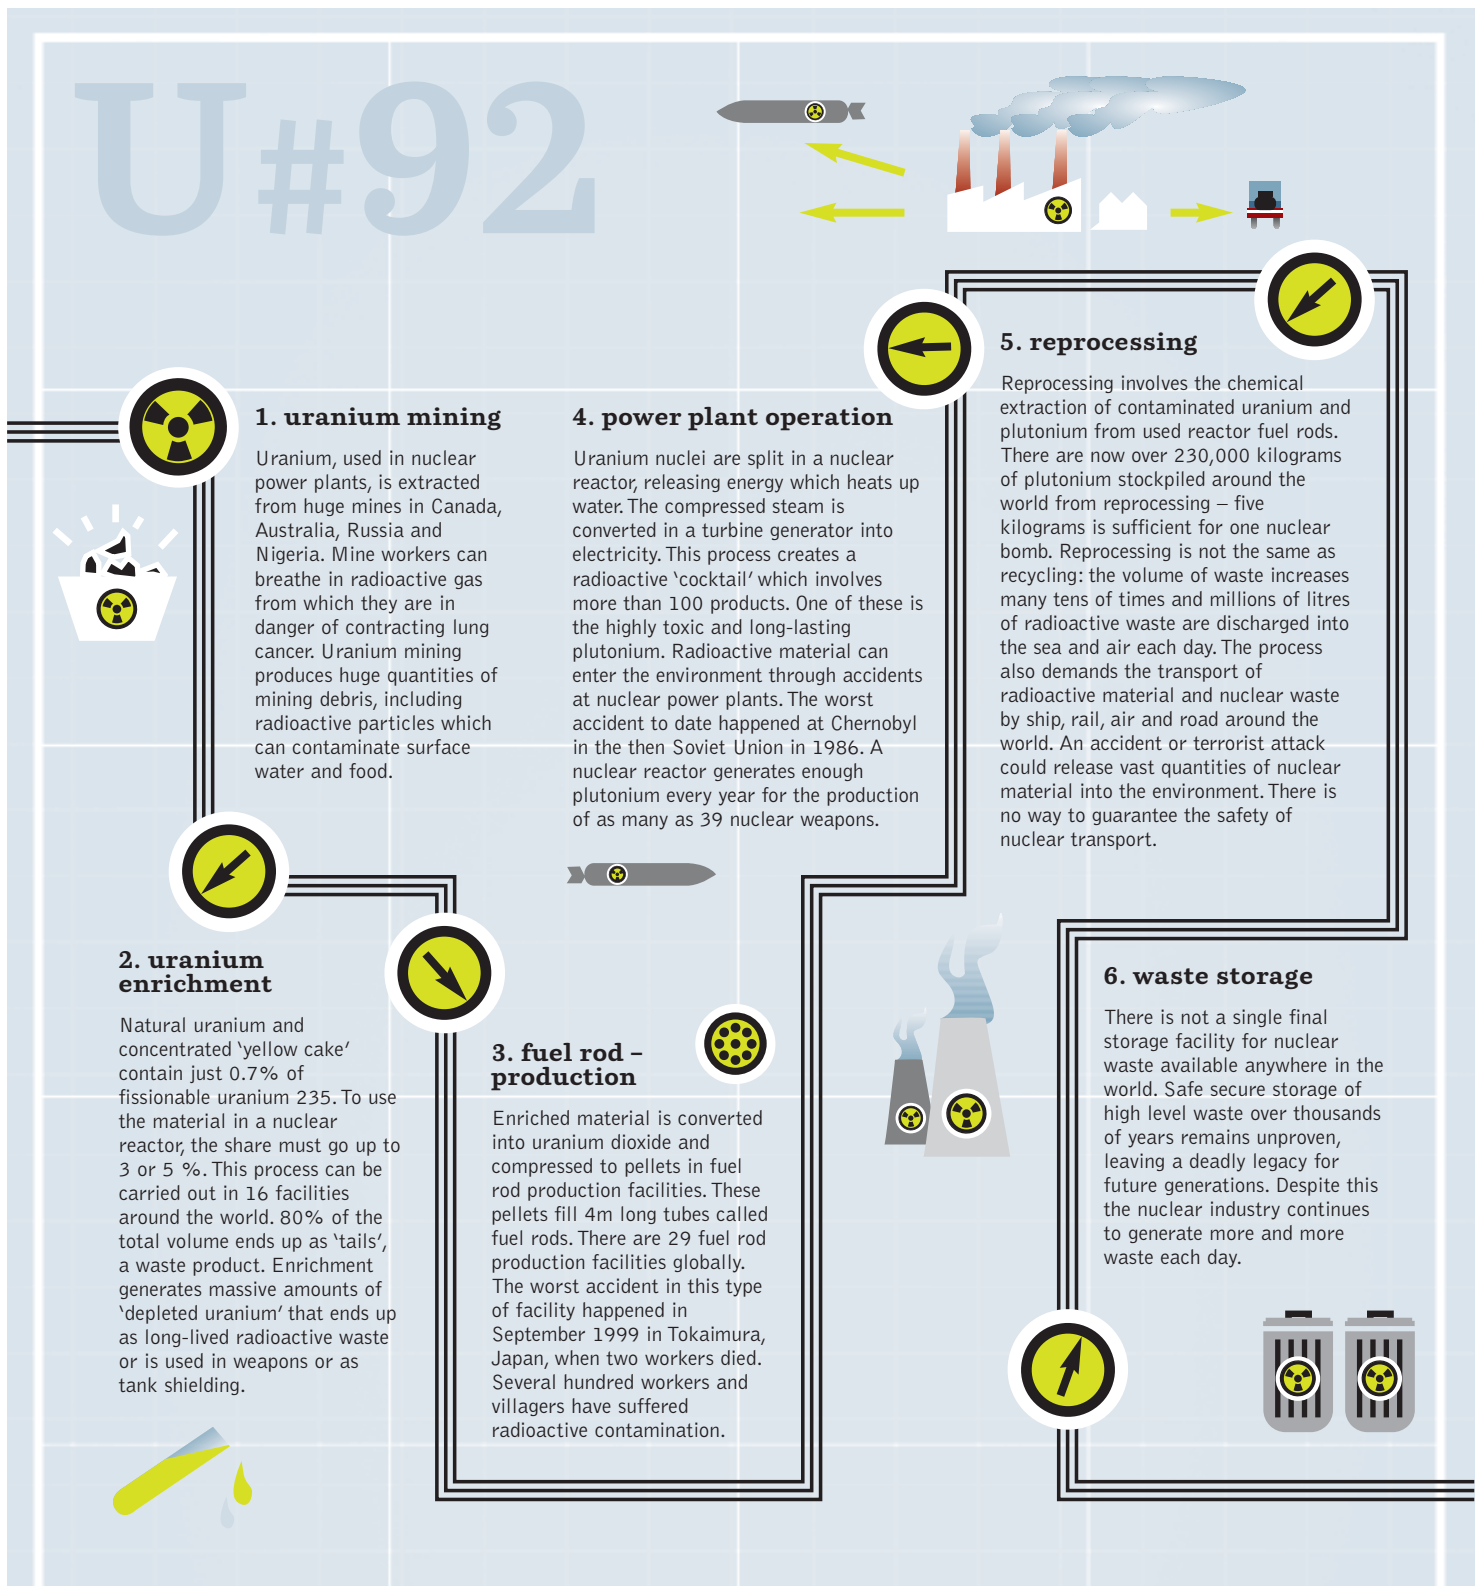 U#92
1. uranium mining
Uranium, used in nuclear
power plants, is extracted
from huge mines in Canada,
Australia, Russia and
Nigeria. Mine workers can
breathe in radioactive gas
from which they are in
danger of contracting lung
cancer. Uranium mining
produces huge quantities of
mining debris, including
radioactive particles which
can contaminate surface
water and food.
2. uranium
enrichment
Natural uranium and
concentrated ‘yellow cake’
contain just 0.7% of
fissionable uranium 235. To use
the material in a nuclear
reactor, the share must go up to
3 or 5 %. This process can be
carried out in 16 facilities
around the world. 80% of the
total volume ends up as ‘tails’,
a waste product. Enrichment
generates massive amounts of
‘depleted uranium’ that ends up
as long-lived radioactive waste
or is used in weapons or as
tank shielding.
3. fuel rod –
production
Enriched material is converted
into uranium dioxide and
compressed to pellets in fuel
rod production facilities. These
pellets fill 4m long tubes called
fuel rods. There are 29 fuel rod
production facilities globally.
The worst accident in this type
of facility happened in
September 1999 in Tokaimura,
Japan, when two workers died.
Several hundred workers and
villagers have suffered
radioactive contamination.
4. power plant operation
Uranium nuclei are split in a nuclear
reactor, releasing energy which heats up
water. The compressed steam is
converted in a turbine generator into
electricity. This process creates a
radioactive ‘cocktail’ which involves
more than 100 products. One of these is
the highly toxic and long-lasting
plutonium. Radioactive material can
enter the environment through accidents
at nuclear power plants. The worst
accident to date happened at Chernobyl
in the then Soviet Union in 1986. A
nuclear reactor generates enough
plutonium every year for the production
of as many as 39 nuclear weapons.
5. reprocessing
Reprocessing involves the chemical
extraction of contaminated uranium and
plutonium from used reactor fuel rods.
There are now over 230,000 kilograms
of plutonium stockpiled around the
world from reprocessing – five
kilograms is sufficient for one nuclear
bomb. Reprocessing is not the same as
recycling: the volume of waste increases
many tens of times and millions of litres
of radioactive waste are discharged into
the sea and air each day. The process
also demands the transport of
radioactive material and nuclear waste
by ship, rail, air and road around the
world. An accident or terrorist attack
could release vast quantities of nuclear
material into the environment. There is
no way to guarantee the safety of
nuclear transport.
6. waste storage
There is not a single final
storage facility for nuclear
waste available anywhere in the
world. Safe secure storage of
high level waste over thousands
of years remains unproven,
leaving a deadly legacy for
future generations. Despite this
the nuclear industry continues
to generate more and more
waste each day.